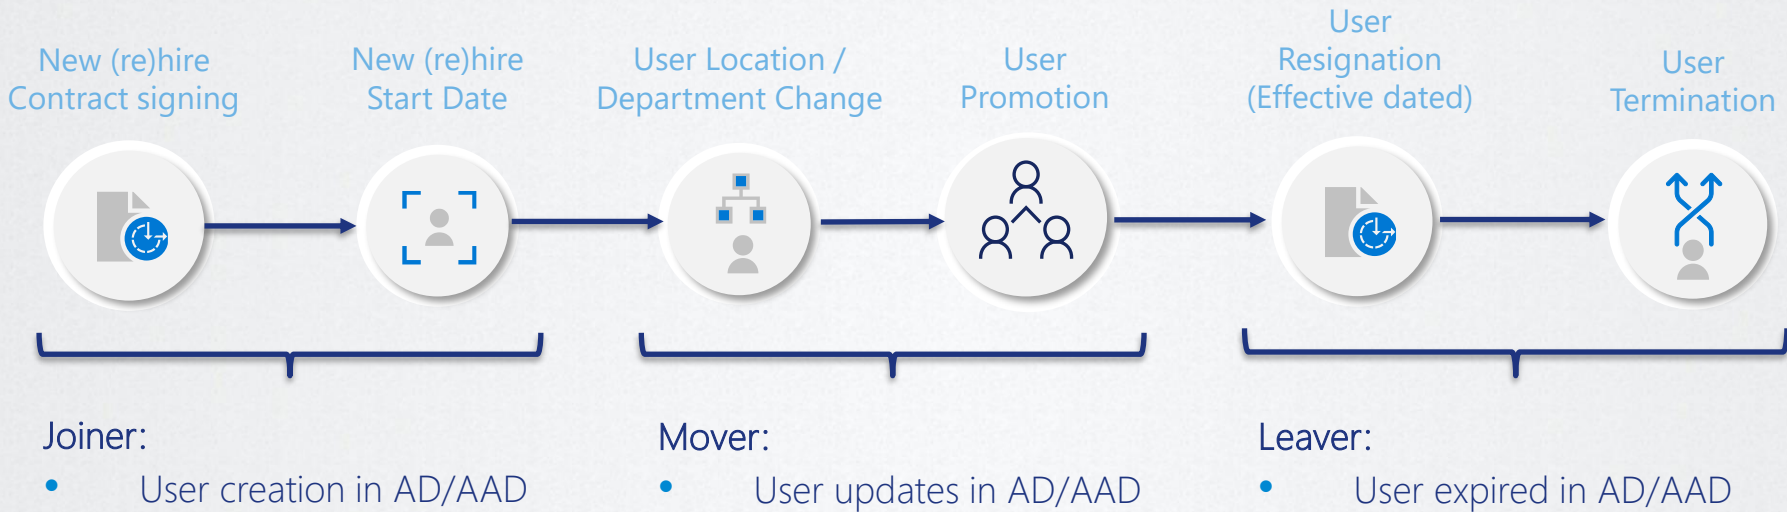 New (re)hire
Contract signing
New (re)hire
Start Date
User Location /
Department Change
User
Promotion
User
Resignation
(Effective dated)
User
Termination
Joiner:
• User creation in AD/AAD
Mover:
• User updates in AD/AAD
Leaver:
• User expired in AD/AAD